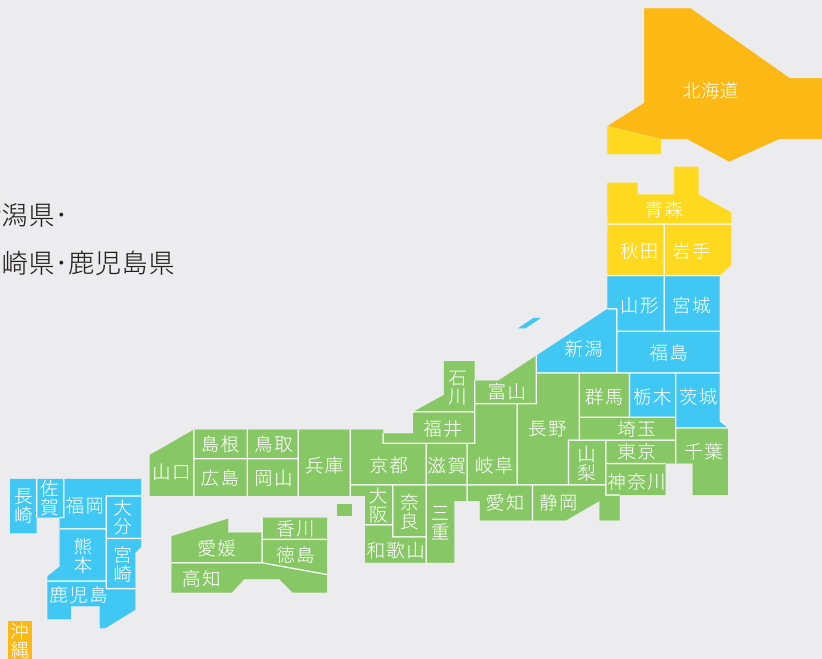 北海道
潟県・
青森
崎県・鹿児島県
秋田
岩手
山形
宮城
新潟
福島
石川
富山
群馬
栃木
茨城
福井
長野
埼玉
島根
鳥取
千葉
東京
山口
広島
岡山
兵庫
京都
滋賀
岐阜
山梨
神奈川
長崎
佐賀
福岡
大分
大阪
奈良
三重
愛知
静岡
熊本
宮崎
愛媛
香川
徳島
和歌山
高知
鹿児島
沖縄